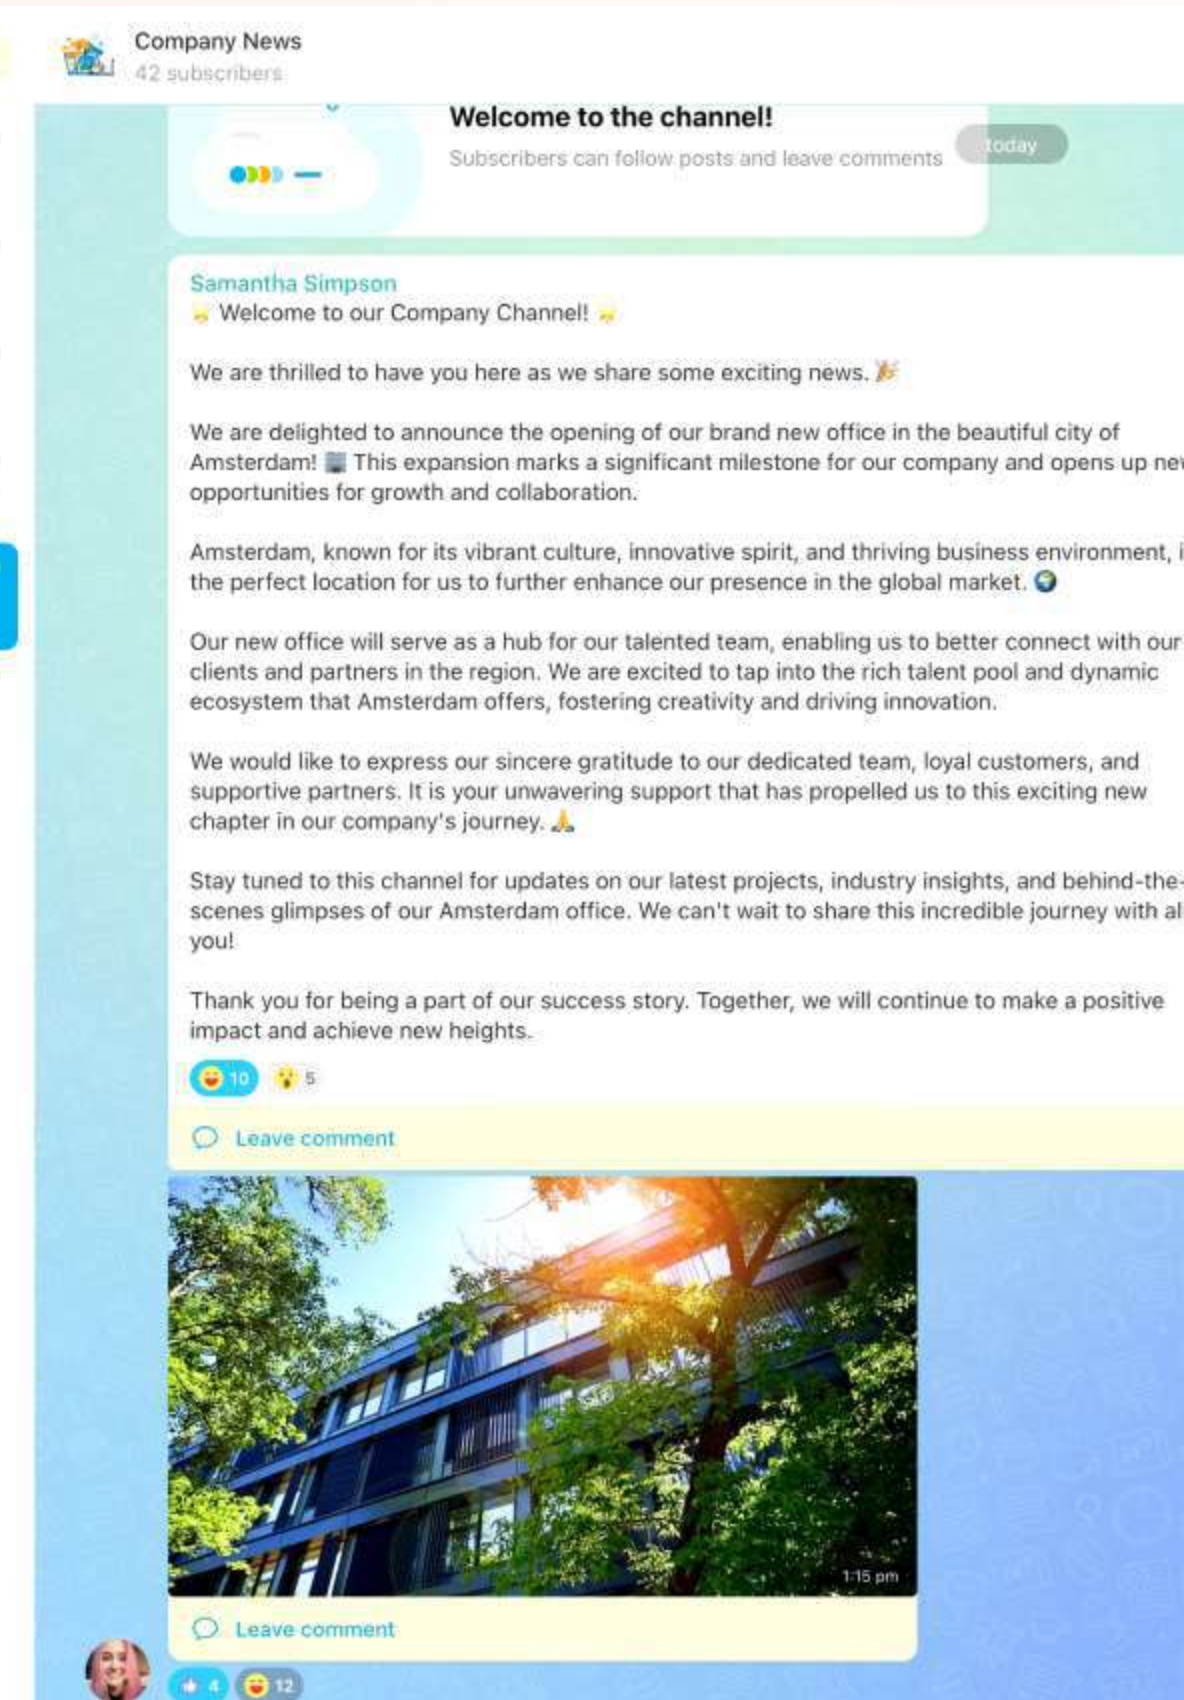 Company News
42 subscribers
Welcome to the channel!
Subscribers can follow posts and leave comments
today
Samantha Simpson
Welcome to our Company Channel!
We are thrilled to have you here as we share some exciting news.
We are delighted to announce the opening of our brand new office in the beautiful city of
Amsterdam! This expansion marks a significant milestone for our company and opens up
opportunities for growth and collaboration.
Amsterdam, known for its vibrant culture, innovative spirit, and thriving business environment,
the perfect location for us to further enhance our presence in the global market.
Our new office will serve as a hub for our talented team, enabling us to better connect with our
clients and partners in the region. We are excited to tap into the rich talent pool and dynamic
ecosystem that Amsterdam offers, fostering creativity and driving innovation.
We would like to express our sincere gratitude to our dedicated team, loyal customers, and
supportive partners. It is your unwavering support that has propelled us to this exciting new
chapter in our company's journey.
Stay tuned to this channel for updates on our latest projects, industry insights, and behind-the-
scenes glimpses of our Amsterdam office. We can't wait to share this incredible journey with
you!
Thank you for being a part of our success story. Together, we will continue to make a positive
impact and achieve new heights.
10 5
Leave comment
1:15 pm
Leave comment
4 12